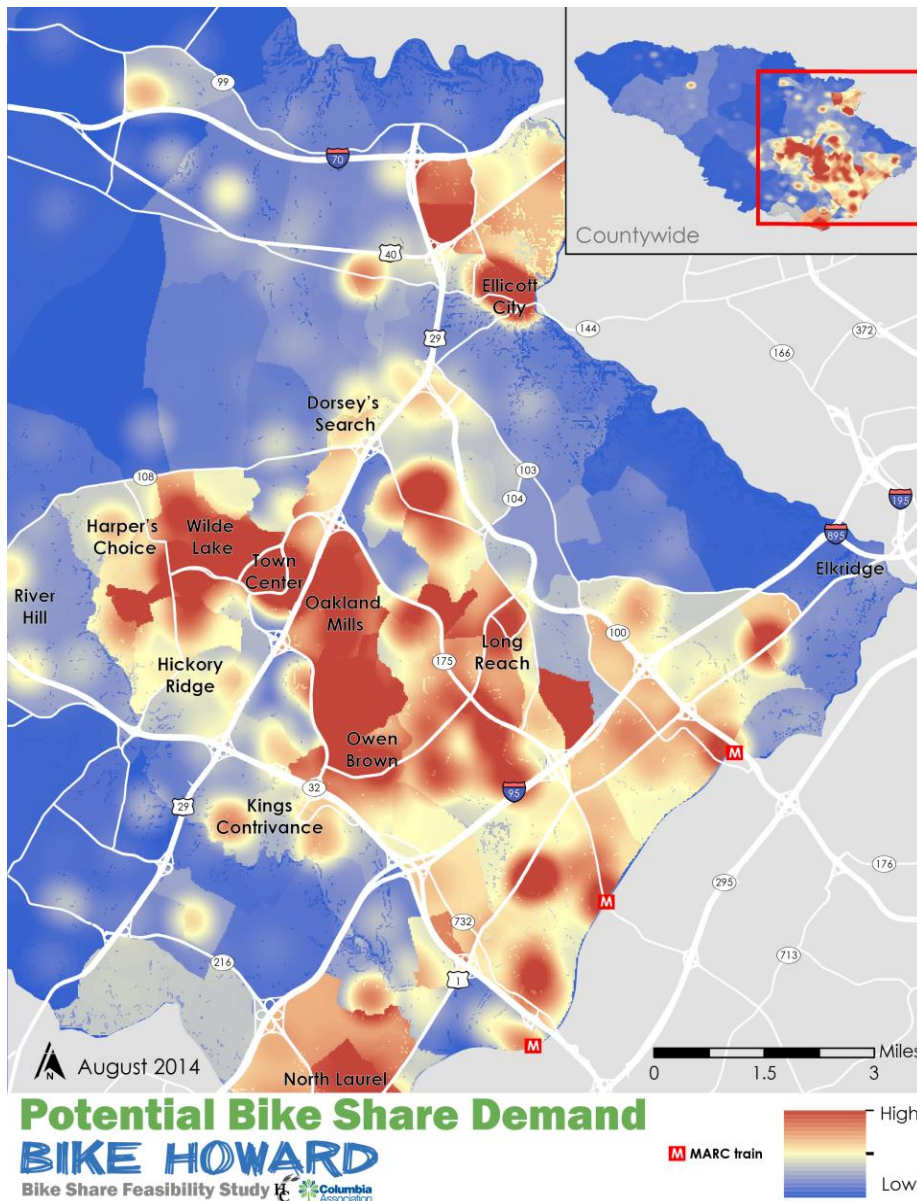 Countywide
99
70
40
Ellicott
City
144
29
372
166
Dorsey's
Search
103
104
108
195
895
Harper's
Choice
Wilde
Lake
Town
Center
Elkridge
River
Hill
Oakland
Mills
Long
Reach
100
175
Hickory
Ridge
Owen
Brown
M
32
95
29
Kings
Contrivance
176
295
M
732
713
216
1
M
N
August 2014
Miles
0 1.5 3
North Laurel
Potential Bike Share Demand
BIKE HOWARD
Bike Share Feasibility Study
HC
Columbia
Association
M MARC train
High
Low